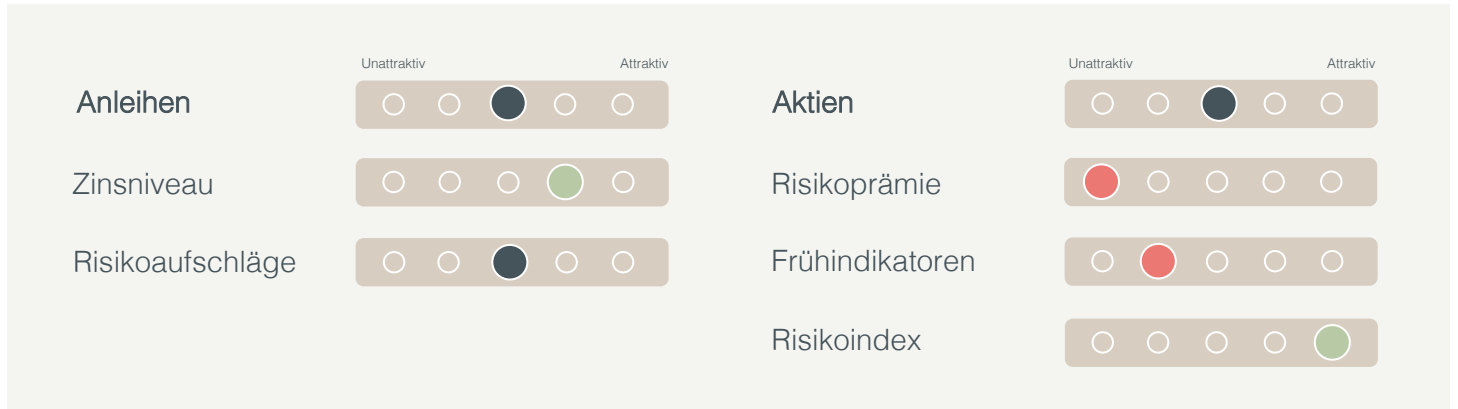 Unattraktiv Attraktiv
Anleihen
Zinsniveau
Risikoaufschläge
Unattraktiv Attraktiv
Aktien
Risikoprämie
Frühindikatoren
Risikoindex